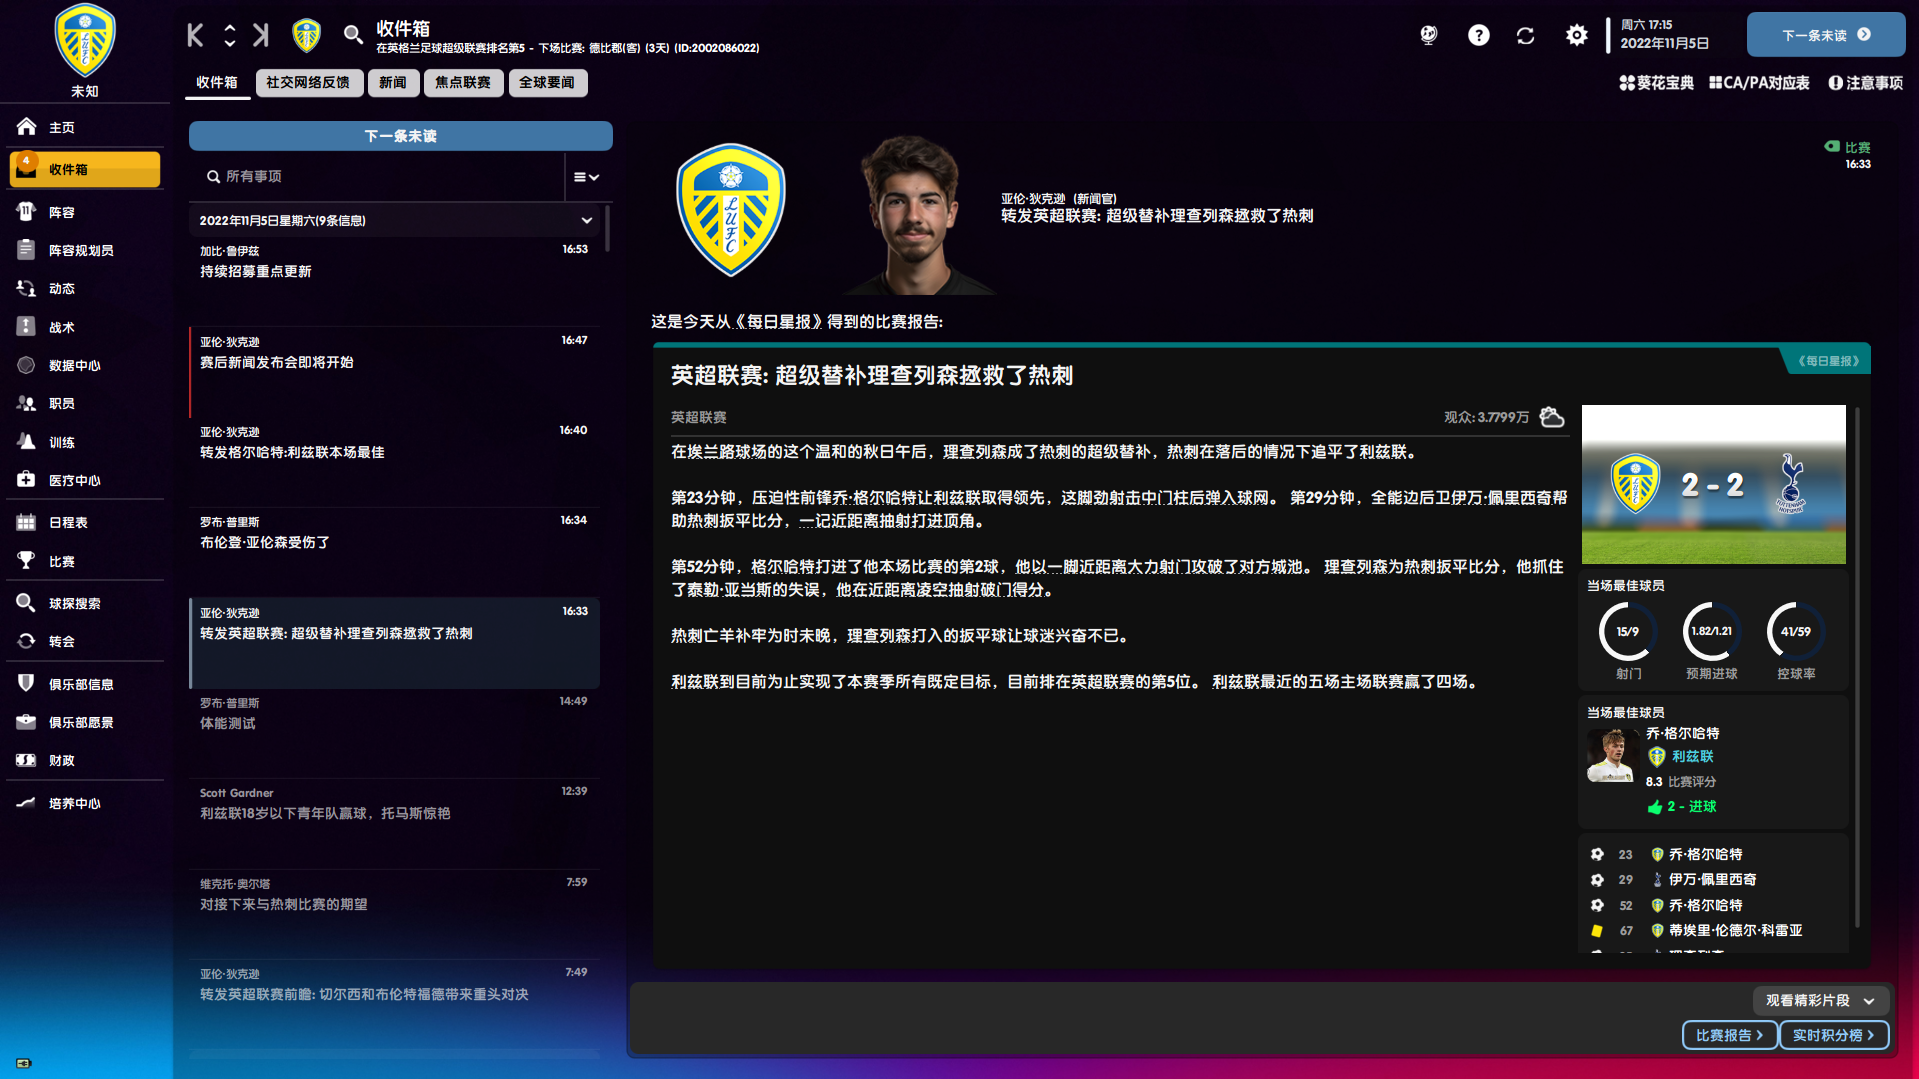 未知
主页
4
收件箱
阵容
阵容规划员
动态
战术
数据中心
职员
训练
医疗中心
日程表
比赛
球探搜索
转会
俱乐部信息
俱乐部愿景
财政
培养中心
收件箱
在英格兰足球超级联赛排名第5 - 下场比赛: 德比郡(客) (3天) (ID:2002086022)
周六 17:15
2022年11月5日
下一条未读
收件箱 社交网络反馈 新闻 焦点联赛 全球要闻
葵花宝典 CA/PA对应表 注意事项
下一条未读
所有事项
2022年11月5日星期六(9条信息)
加比·鲁伊兹 16:53
持续招募重点更新
亚伦·狄克逊 16:47
赛后新闻发布会即将开始
亚伦·狄克逊 16:40
转发格尔哈特:利兹联本场最佳
罗布·普里斯 16:34
布伦登·亚伦森受伤了
亚伦·狄克逊 16:33
转发英超联赛: 超级替补理查列森拯救了热刺
罗布·普里斯 14:49
体能测试
Scott Gardner 12:39
利兹联18岁以下青年队赢球，托马斯惊艳
维克托·奥尔塔 7:59
对接下来与热刺比赛的期望
亚伦·狄克逊 7:49
转发英超联赛前瞻: 切尔西和布伦特福德带来重头对决
LUFC
亚伦·狄克逊 (新闻官)
转发英超联赛: 超级替补理查列森拯救了热刺
比赛
16:33
这是今天从《每日星报》得到的比赛报告:
《每日星报》
英超联赛: 超级替补理查列森拯救了热刺
英超联赛 观众: 3.7799万
在埃兰路球场的这个温和的秋日午后，理查列森成了热刺的超级替补，热刺在落后的情况下追平了利兹联。
第23分钟，压迫性前锋乔·格尔哈特让利兹联取得领先，这脚劲射击中门柱后弹入球网。 第29分钟，全能边后卫伊万·佩里西奇帮
助热刺扳平比分，一记近距离抽射打进顶角。
第52分钟，格尔哈特打进了他本场比赛的第2球，他以一脚近距离大力射门攻破了对方城池。 理查列森为热刺扳平比分，他抓住
了泰勒·亚当斯的失误，他在近距离凌空抽射破门得分。
热刺亡羊补牢为时未晚，理查列森打入的扳平球让球迷兴奋不已。
利兹联到目前为止实现了本赛季所有既定目标，目前排在英超联赛的第5位。 利兹联最近的五场主场联赛赢了四场。
2 - 2
当场最佳球员
15/9 1.82/1.21 41/59
射门 预期进球 控球率
当场最佳球员
乔·格尔哈特
利兹联
8.3 比赛评分
2 - 进球
23 乔·格尔哈特
29 伊万·佩里西奇
52 乔·格尔哈特
67 蒂埃里·伦德尔·科雷亚
观看精彩片段
比赛报告
实时积分榜